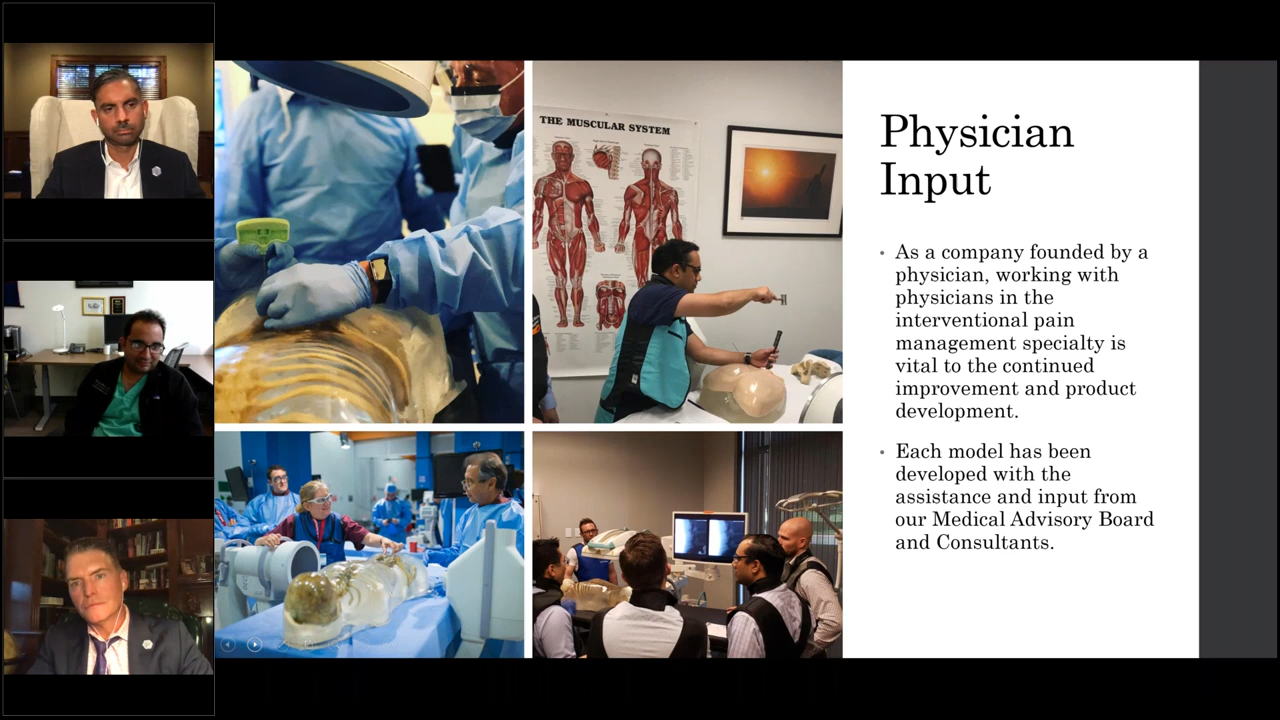 THE MUSCULAR SYSTEM
Physician
Input
• As a company founded by a
physician, working with
physicians in the
interventional pain
management specialty is
vital to the continued
improvement and product
development.
• Each model has been
developed with the
assistance and input from
our Medical Advisory Board
and Consultants.